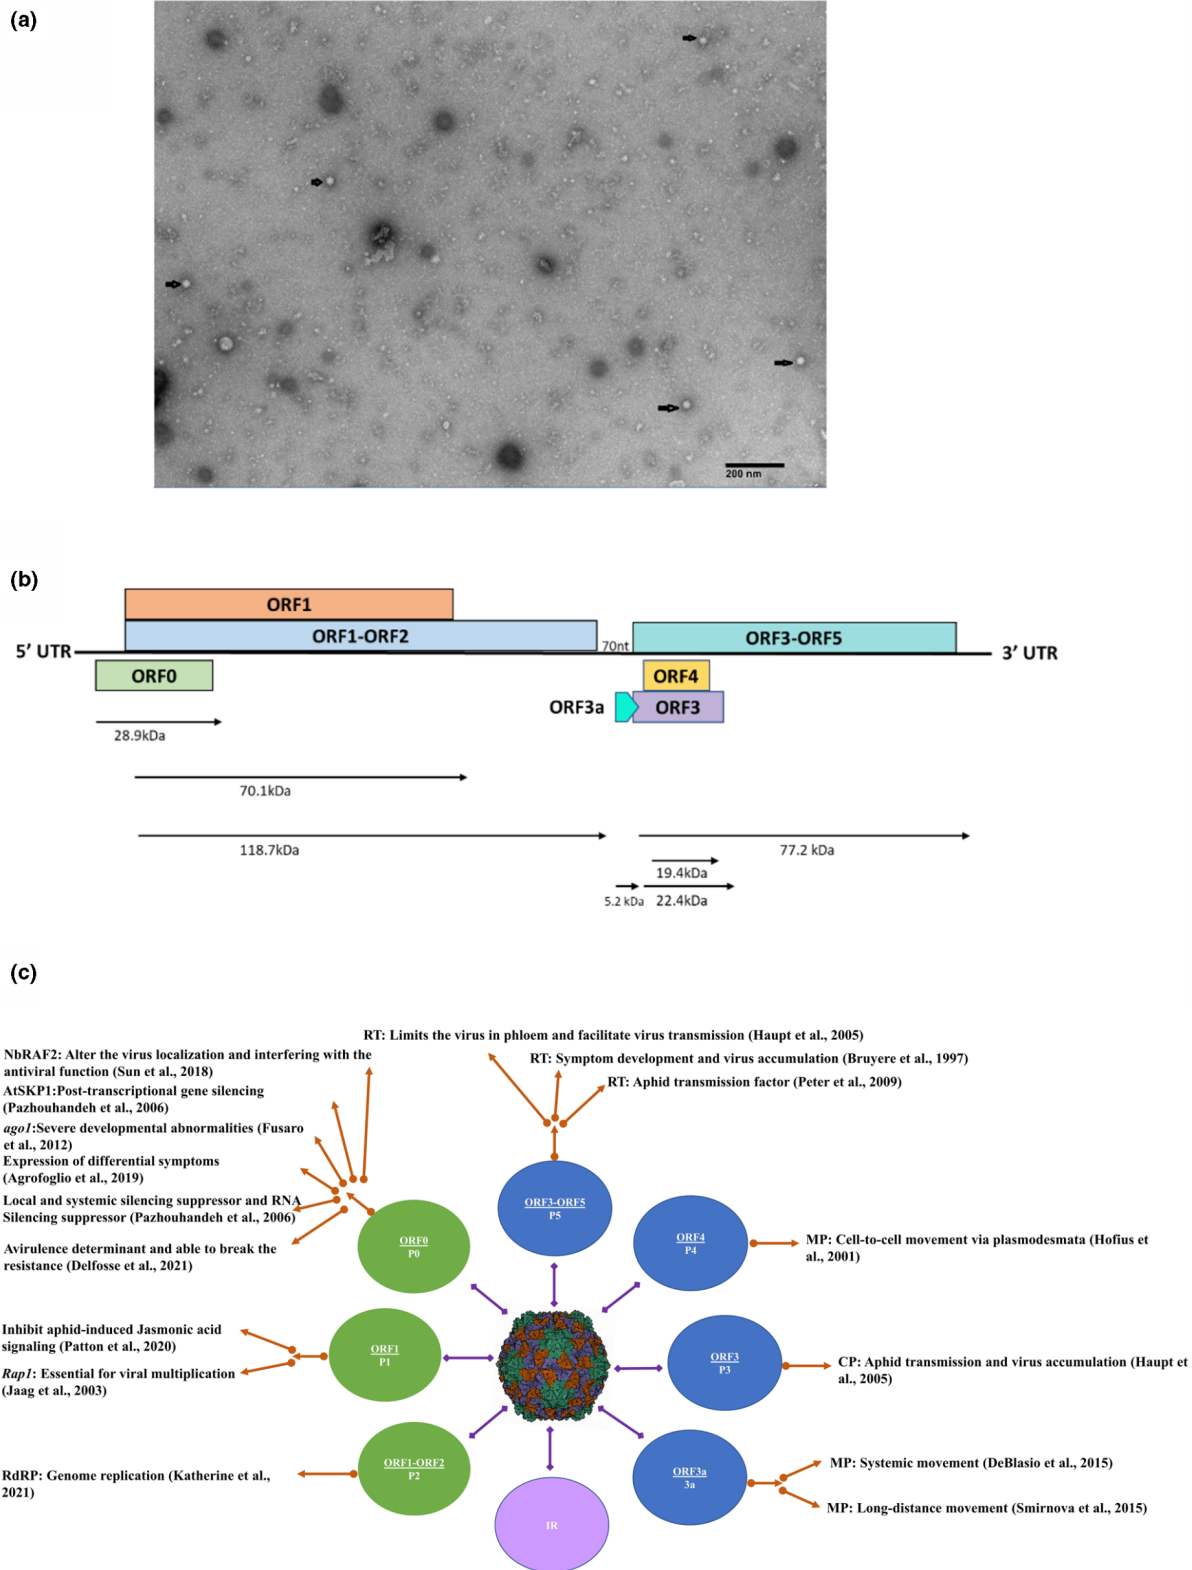 (a)
200 nm
(b)
ORF1
ORF1-ORF2
70nt
ORF3-ORF5
5' UTR
3' UTR
ORF0
ORF4
ORF3a
ORF3
28.9kDa
70.1kDa
118.7kDa
77.2 kDa
19.4kDa
5.2 kDa
22.4kDa
(c)
RT: Limits the virus in phloem and facilitate virus transmission (Haupt et al., 2005)
RT: Symptom development and virus accumulation (Bruyere et al., 1997)
RT: Aphid transmission factor (Peter et al., 2009)
NbRAF2: Alter the virus localization and interfering with the
antiviral function (Sun et al., 2018)
AtSKP1:Post-transcriptional gene silencing
(Pazhouhandeh et al., 2006)
ago1:Severe developmental abnormalities (Fusaro
et al., 2012)
Expression of differential symptoms
(Agrofoglio et al., 2019)
Local and systemic silencing suppressor and RNA
Silencing suppressor (Pazhouhandeh et al., 2006)
Avirulence determinant and able to break the
resistance (Delfosse et al., 2021)
ORF0
P0
ORF3-ORF5
P5
ORF4
P4
MP: Cell-to-cell movement via plasmodesmata (Hofius et
al., 2001)
Inhibit aphid-induced Jasmonic acid
signaling (Patton et al., 2020)
Rap1: Essential for viral multiplication
(Jaag et al., 2003)
ORF1
P1
ORF3
P3
CP: Aphid transmission and virus accumulation (Haupt et
al., 2005)
RdRP: Genome replication (Katherine et al.,
2021)
ORF1-ORF2
P2
ORF3a
3a
MP: Systemic movement (DeBlasio et al., 2015)
MP: Long-distance movement (Smirnova et al., 2015)
IR